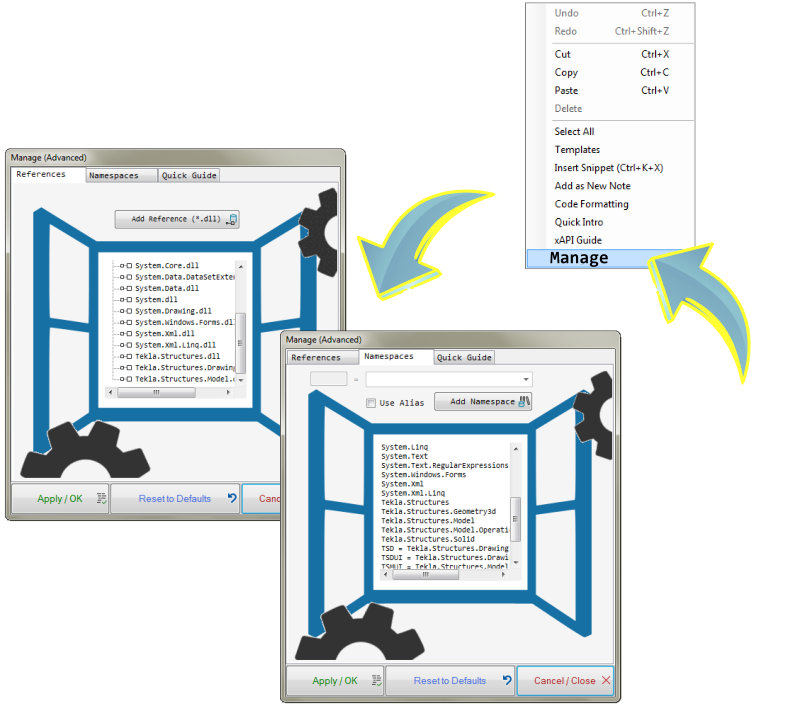 Undo Ctrl+Z
Redo Ctrl+Shift+Z
Cut Ctrl+X
Copy Ctrl+C
Paste Ctrl+V
Delete
Select All
Templates
Insert Snippet (Ctrl+K+X)
Add as New Note
Code Formatting
Quick Intro
xAPI Guide
Manage
Manage (Advanced)
References Namespaces Quick Guide
Add Reference (*.dll)
System.Core.dll
System.Data.DataSetExten
System.Data.dll
System.dll
System.Drawing.dll
System.Windows.Forms.dll
System.Xml.dll
System.Xml.Linq.dll
Tekla.Structures.dll
Tekla.Structures.Drawing
Tekla.Structures.Model.
Apply / OK Reset to Defaults Canc
Manage (Advanced)
References Namespaces Quick Guide
=
Use Alias Add Namespace
System.Linq
System.Text
System.Text.RegularExpressions
System.Windows.Forms
System.Xml
System.Xml.Linq
Tekla.Structures
Tekla.Structures.Geometry3d
Tekla.Structures.Model
Tekla.Structures.Model.Operati
Tekla.Structures.Solid
TSD = Tekla.Structures.Drawing
TSDUI = Tekla.Structures.Drawi
TSMUI = Tekla.Structures.Model
Apply / OK Reset to Defaults Cancel / Close